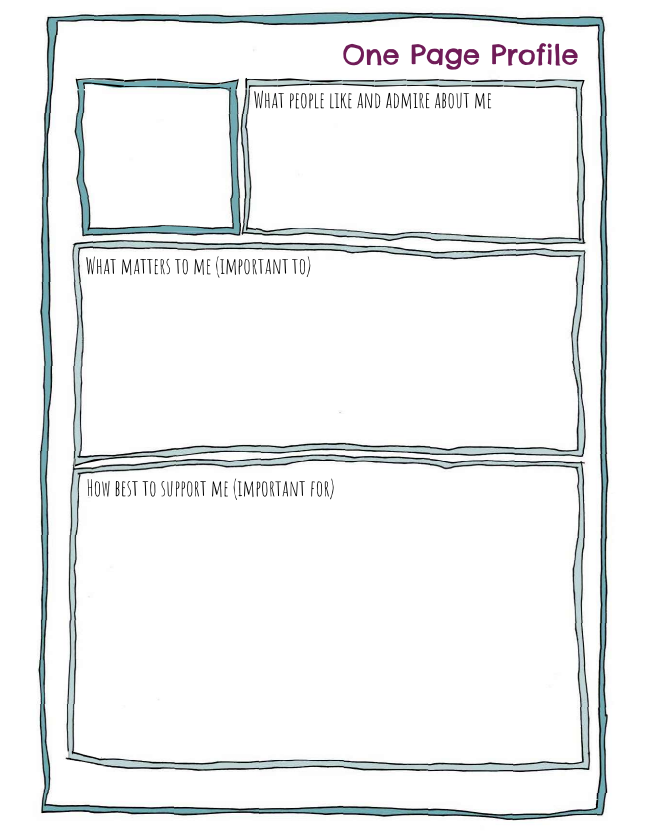 One Page Profile
What people like and admire about me
What matters to me (important to)
How best to support me (important for)